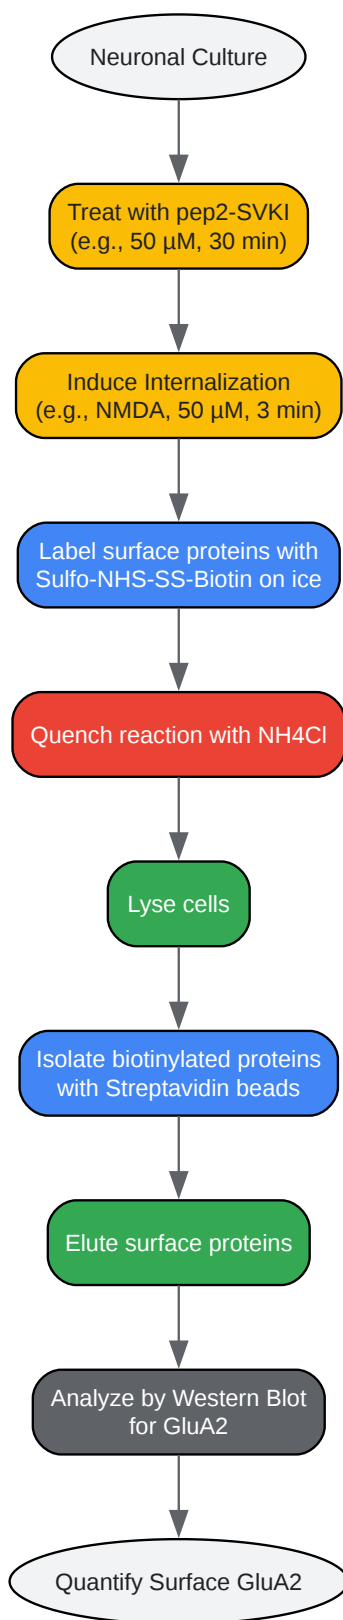 Neuronal Culture
Treat with pep2-SVKI
(e.g., 50 µM, 30 min)
Induce Internalization
(e.g., NMDA, 50 µM, 3 min)
Label surface proteins with
Sulfo-NHS-SS-Biotin on ice
Quench reaction with NH4Cl
Lyse cells
Isolate biotinylated proteins
with Streptavidin beads
Elute surface proteins
Analyze by Western Blot
for GluA2
Quantify Surface GluA2